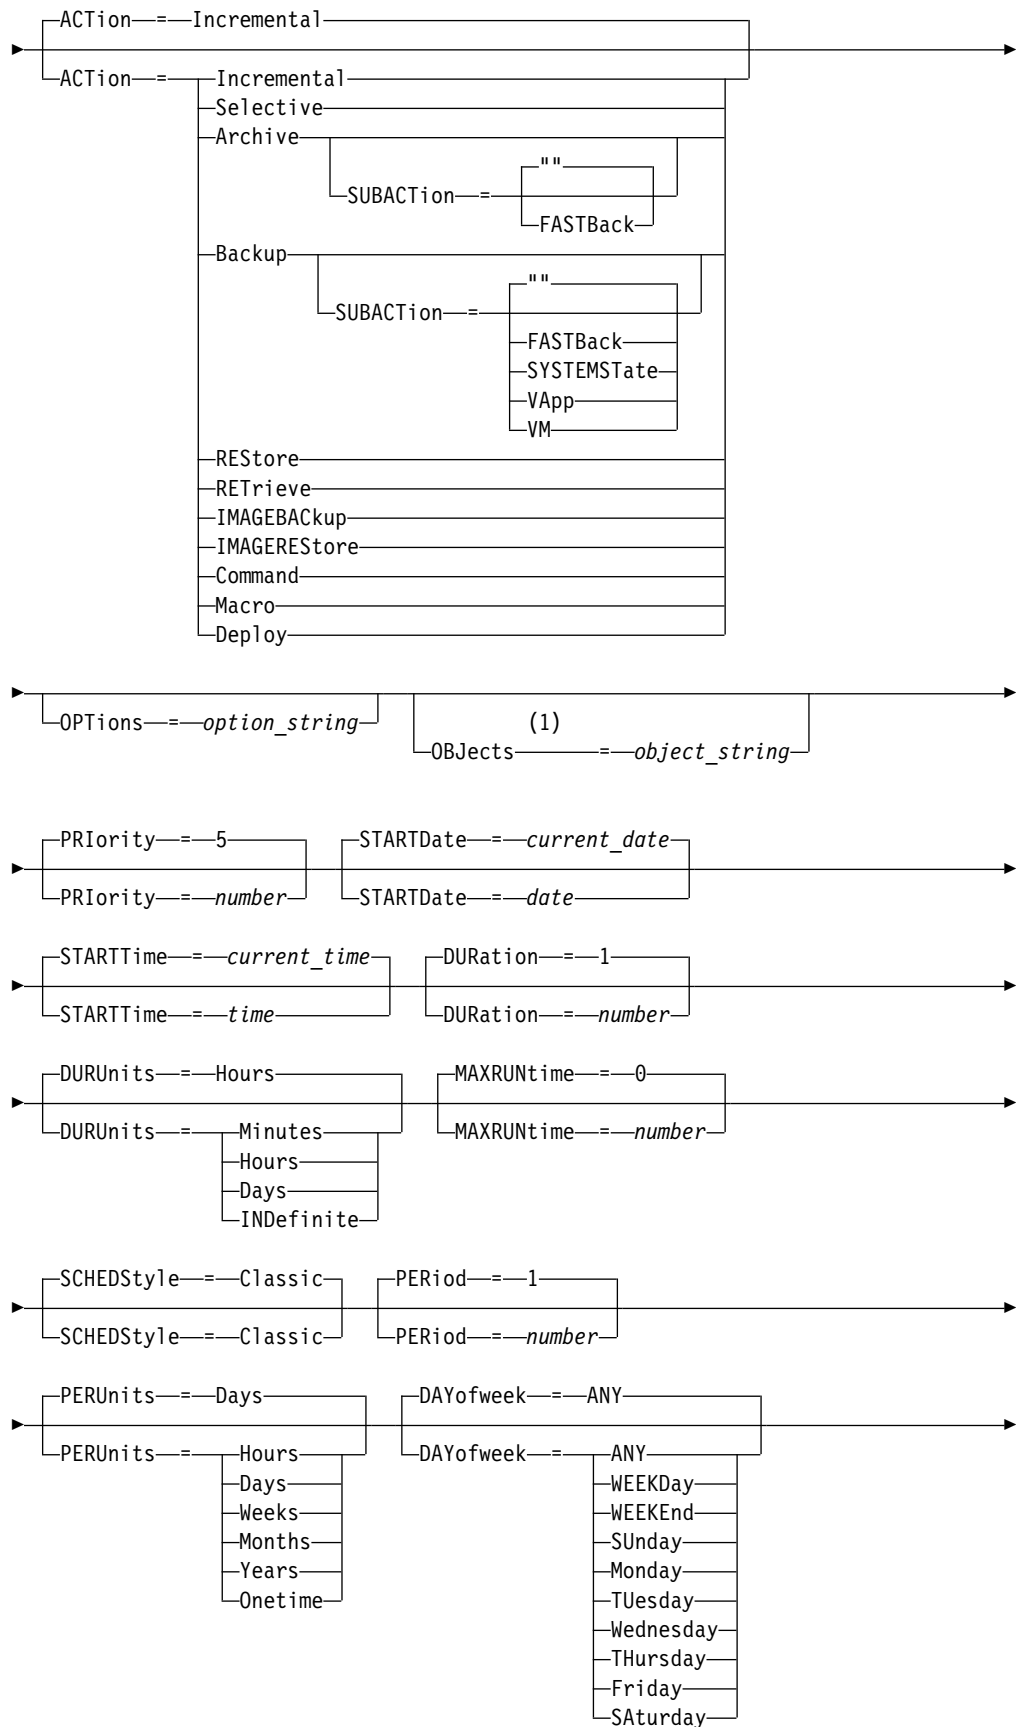 ACTion = Incremental
ACTion = Incremental
Selective
Archive
""
SUBACTion =
FASTBack
Backup
""
SUBACTion =
FASTBack
SYSTEMSTate
VApp
VM
REStore
RETrieve
IMAGEBACkup
IMAGEREStore
Command
Macro
Deploy
OPTions = option_string
(1)
OBJects = object_string
PRIority = 5
STARTDate = current_date
PRIority = number
STARTDate = date
STARTTime = current_time
DURation = 1
STARTTime = time
DURation = number
DURUnits = Hours
MAXRUNtime = 0
DURUnits = Minutes
MAXRUNtime = number
Hours
Days
INDefinite
SCHEDStyle = Classic
PERiod = 1
SCHEDStyle = Classic
PERiod = number
PERUnits = Days
DAYofweek = ANY
PERUnits = Hours
DAYofweek = ANY
Days
WEEKDay
Weeks
WEEKEnd
Months
SUnday
Years
Monday
Onetime
TUesday
Wednesday
THursday
Friday
SAturday